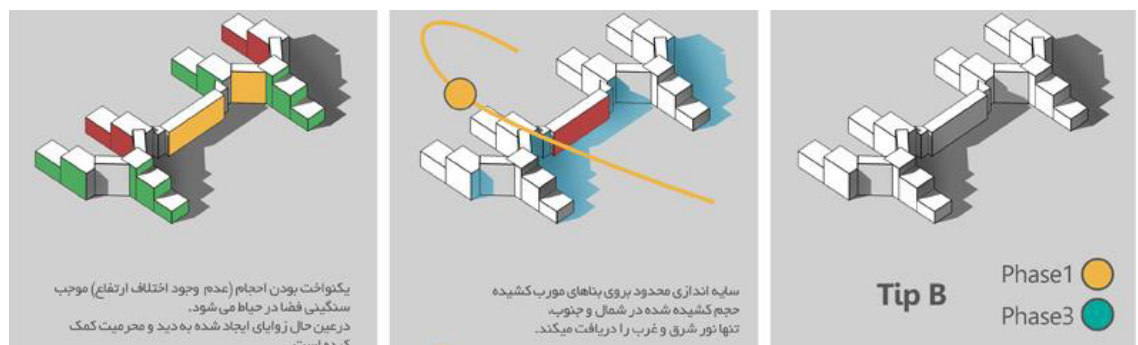 یکنواخت بودن احجام (عدم وجود اختلاف ارتفاع) موجب
سنگینی فضا در حیاط می شود.
درعین حال زوایای ایجاد شده به دید و محرمیت کمک
کرده است.
سایه اندازی محدود بروی بناهای مورب کشیده
حجم کشیده شده در شمال و جنوب،
تنها نور شرق و غرب را دریافت میکند.
Tip B
Phase1
Phase3